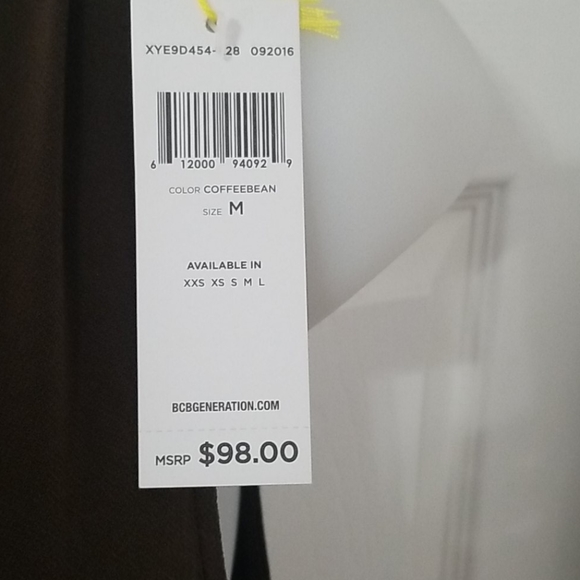 XYE9D454- 28 092016
6 12000 94092 9
COLOR COFFEEBEAN
SIZE M
AVAILABLE IN
XXS XS S M L
BCBGENERATION.COM
MSRP $98.00